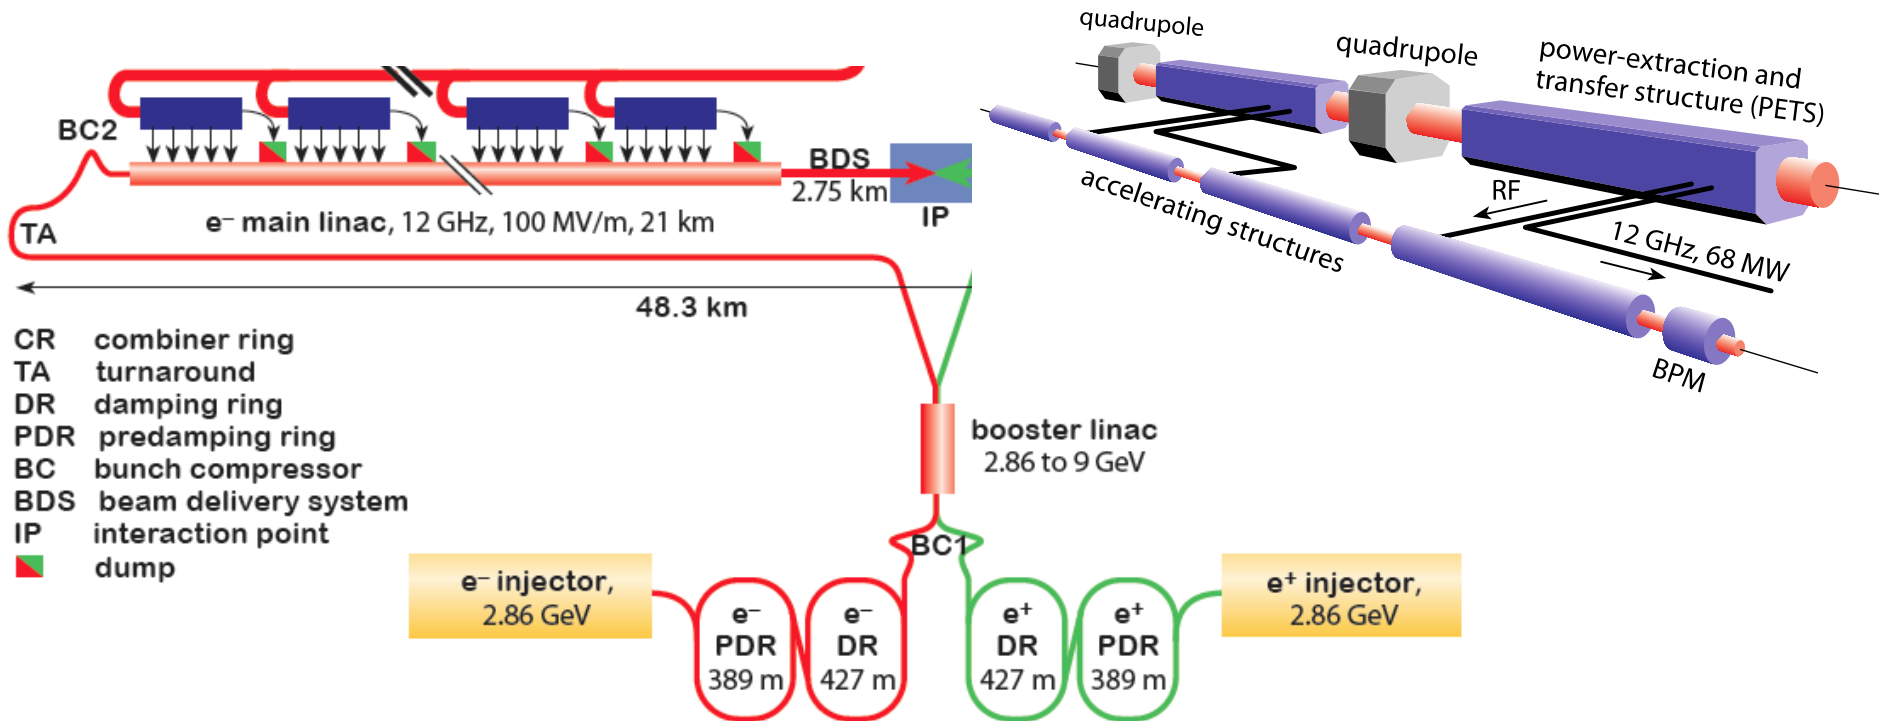 BC2
TA
BDS
2.75 km
IP
e⁻ main linac, 12 GHz, 100 MV/m, 21 km
48.3 km
quadrupole
quadrupole
power-extraction and
transfer structure (PETS)
accelerating structures
RF
12 GHz, 68 MW
BPM
CR combiner ring
TA turnaround
DR damping ring
PDR predamping ring
BC bunch compressor
BDS beam delivery system
IP interaction point
dump
booster linac
2.86 to 9 GeV
BC1
e⁻ injector,
2.86 GeV
e⁻
PDR
389 m
e⁻
DR
427 m
e⁺
DR
427 m
e⁺
PDR
389 m
e⁺ injector,
2.86 GeV